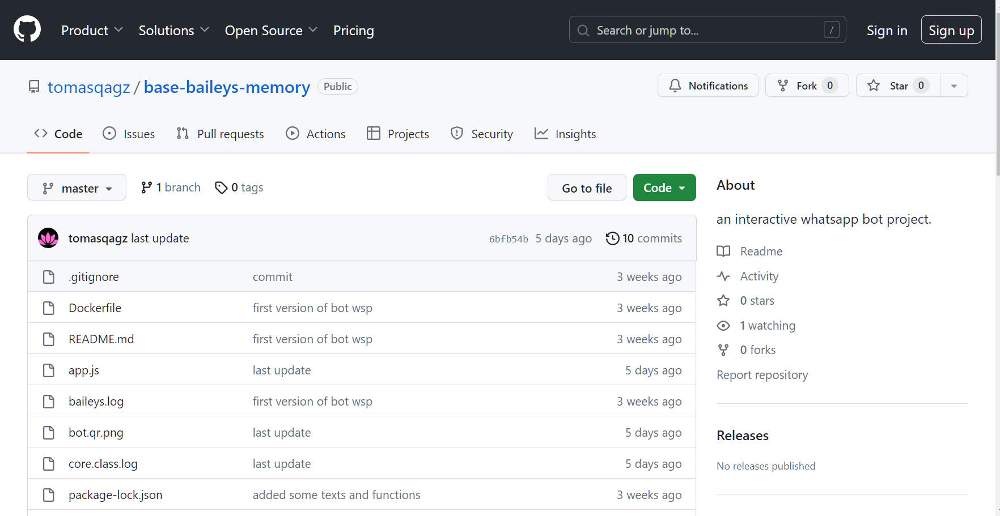 Product Solutions Open Source Pricing Search or jump to... / Sign in Sign up
tomasqagz / base-baileys-memory Public Notifications Fork 0 Star 0
Code Issues Pull requests Actions Projects Security Insights
master 1 branch 0 tags Go to file Code
tomasqagz last update 6bfb54b 5 days ago 10 commits
.gitignore commit 3 weeks ago
Dockerfile first version of bot wsp 3 weeks ago
README.md first version of bot wsp 3 weeks ago
app.js last update 5 days ago
baileys.log first version of bot wsp 3 weeks ago
bot.qr.png last update 5 days ago
core.class.log last update 5 days ago
package-lock.json added some texts and functions 3 weeks ago
About
an interactive whatsapp bot project.
Readme
Activity
0 stars
1 watching
0 forks
Report repository
Releases
No releases published